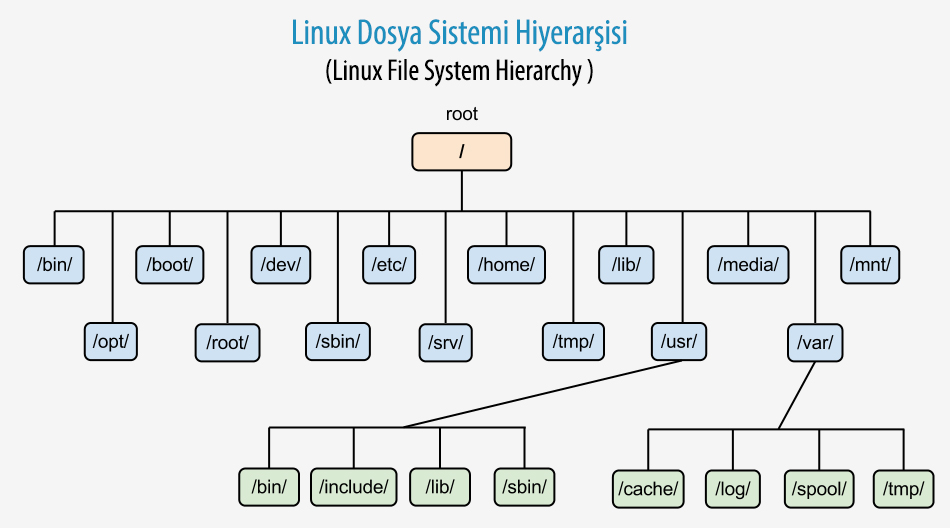 Linux Dosya Sistemi Hiyerarşisi
(Linux File System Hierarchy )
root
/
/bin/ /boot/ /dev/ /etc/ /home/ /lib/ /media/ /mnt/
/opt/ /root/ /sbin/ /srv/ /tmp/ /usr/ /var/
/bin/ /include/ /lib/ /sbin/ /cache/ /log/ /spool/ /tmp/